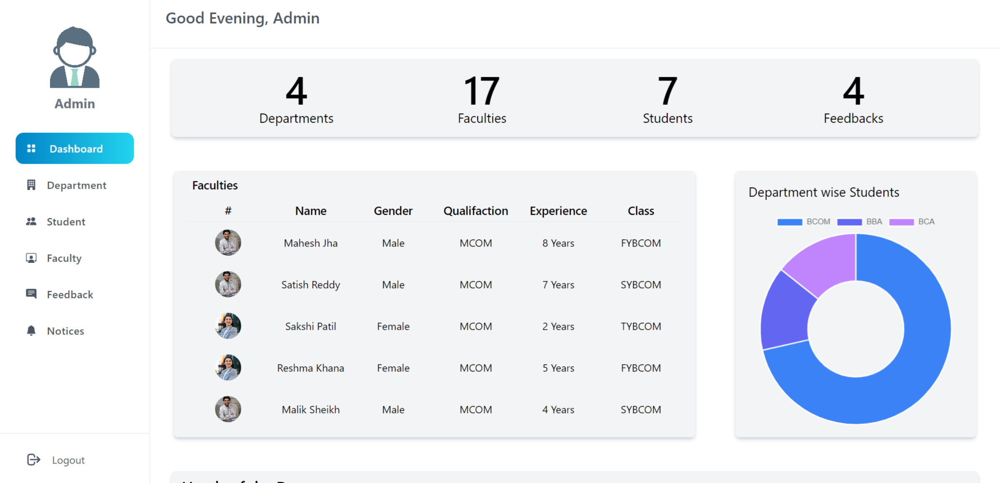 Good Evening, Admin
Admin
Dashboard
Department
Student
Faculty
Feedback
Notices
Logout
4 17 7 4
Departments Faculties Students Feedbacks
Faculties
# Name Gender Qualifaction Experience Class
Mahesh Jha Male MCOM 8 Years FYBCOM
Satish Reddy Male MCOM 7 Years SYBCOM
Sakshi Patil Female MCOM 2 Years TYBCOM
Reshma Khana Female MCOM 5 Years FYBCOM
Malik Sheikh Male MCOM 4 Years SYBCOM
Department wise Students
BCOM BBA BCA